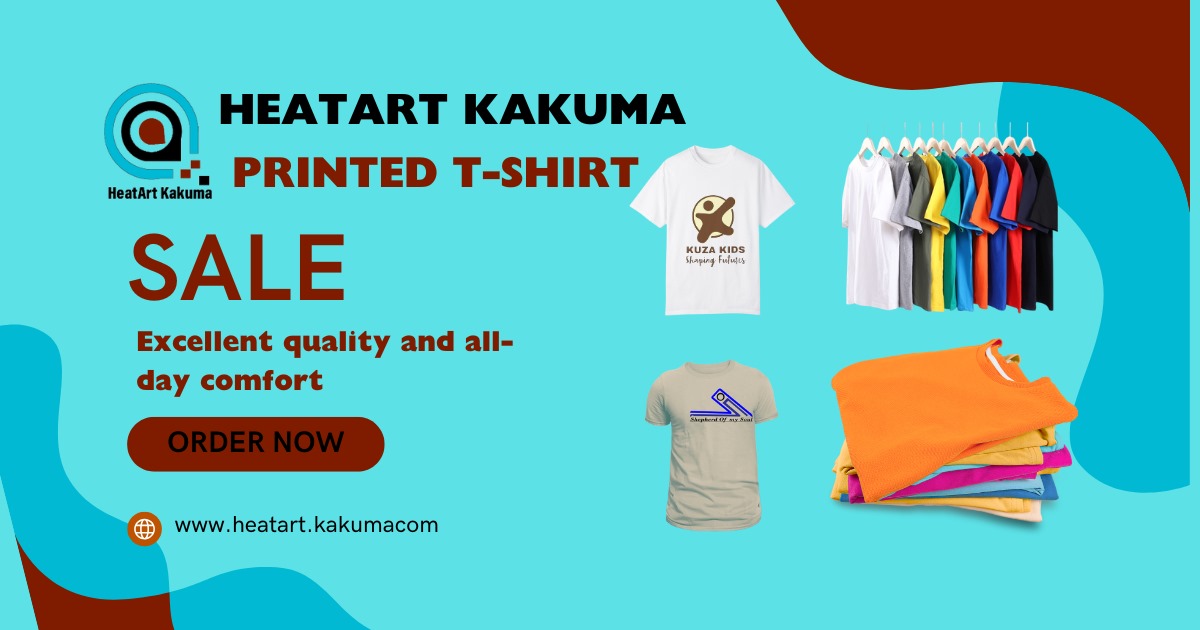 HEATART KAKUMA
HeatArt Kakuma
PRINTED T-SHIRT
SALE
Excellent quality and all-
day comfort
ORDER NOW
www.heatart.kakumacom
KUZA KIDS
Shaping Futures
Shepherd Of my Soul